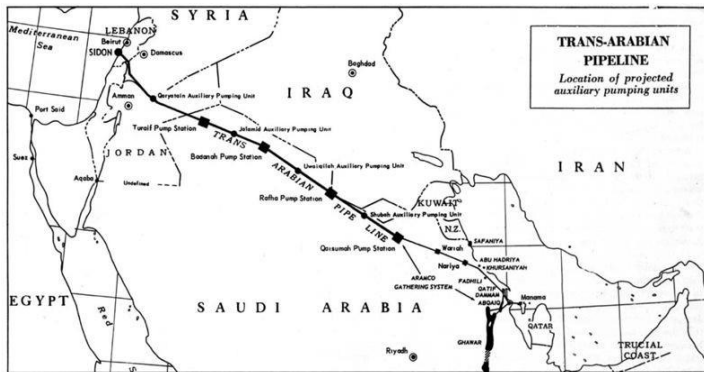 SYRIA
TRANS-ARABIAN
PIPELINE
Location of projected
auxiliary pumping units
Mediterranean
Sea
LEBANON
Beirut
SIDON
Damascus
Baghdad
IRAQ
IRAN
Qaryetein Auxiliary Pumping Unit
Amman
Port Said
Turaif Pump Station
Jalamid Auxiliary Pumping Unit
TRANS ARABIAN PIPE LINE
JORDAN
Badanah Pump Station
Suez
Uwaisilah Auxiliary Pumping Unit
Aqaba
Undefined
Rafha Pump Station
KUWAIT
Shubah Auxiliary Pumping Unit
N.Z.
SAFANIYA
Qaisumah Pump Station
Wariah
ABU HADRIYA
Nariya
KHURSANIYAH
ARAMCO
GATHERING SYSTEM
FADHILI
QATIF
DAMMAM
ABQAIQ
Manama
EGYPT
Red
SAUDI ARABIA
QATAR
GHAWAR
TRUCIAL
COAST
Riyadh